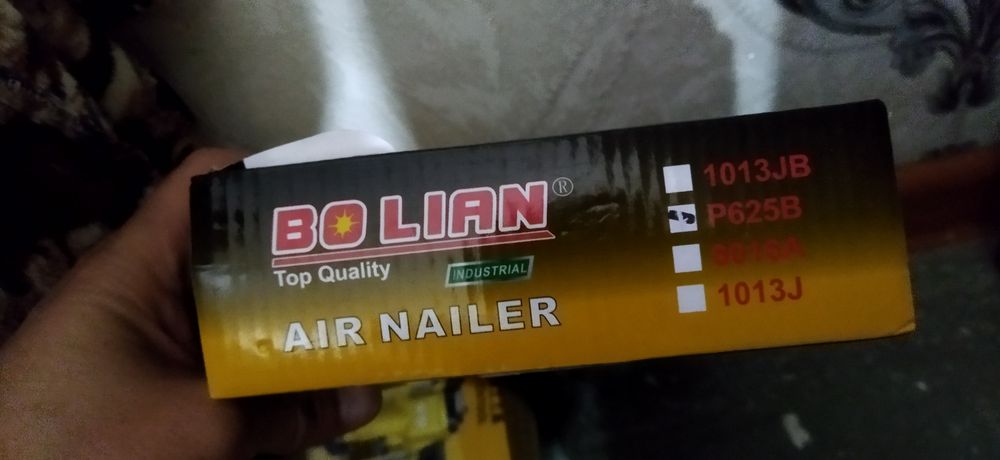 BO LIAN®
Top Quality
INDUSTRIAL
AIR NAILER
1013JB
P625B
1013J